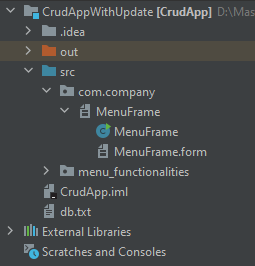 CrudAppWithUpdate [CrudApp] D:\Mas
.idea
out
src
com.company
MenuFrame
MenuFrame
MenuFrame.form
menu_functionalities
CrudApp.iml
db.txt
External Libraries
Scratches and Consoles